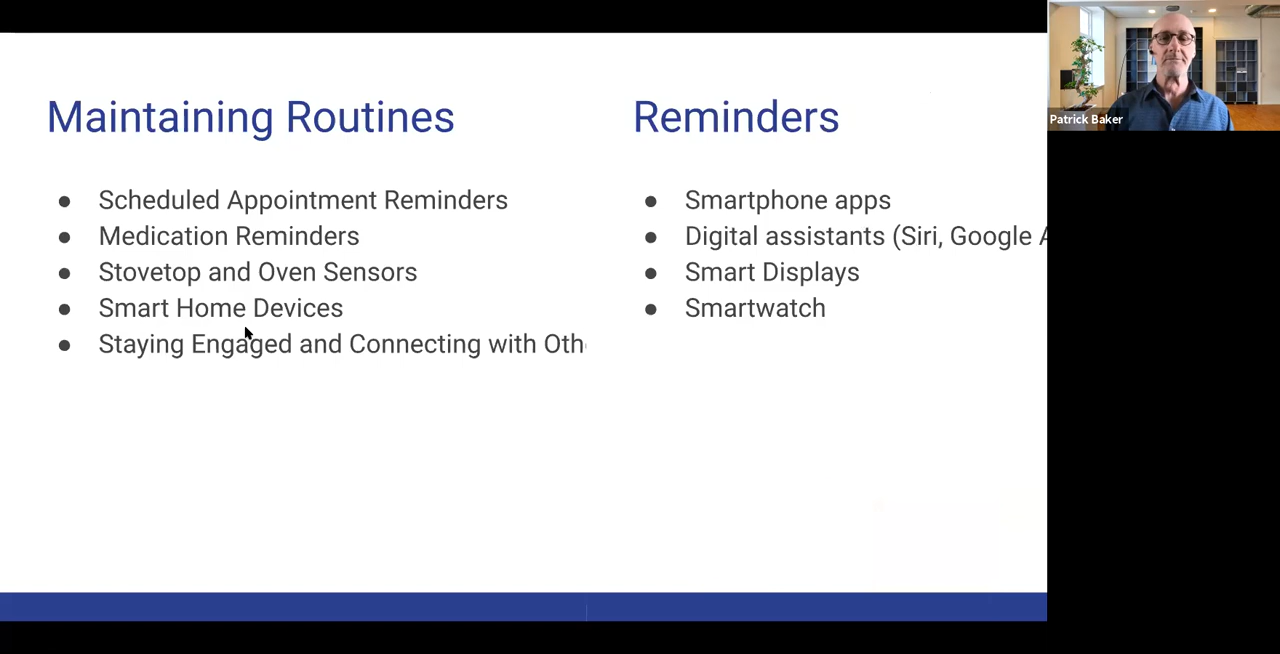 Maintaining Routines
Scheduled Appointment Reminders
Medication Reminders
Stovetop and Oven Sensors
Smart Home Devices
Staying Engaged and Connecting with
Reminders
Smartphone apps
Digital assistants (Siri, Google
Smart Displays
Smartwatch
Patrick Baker